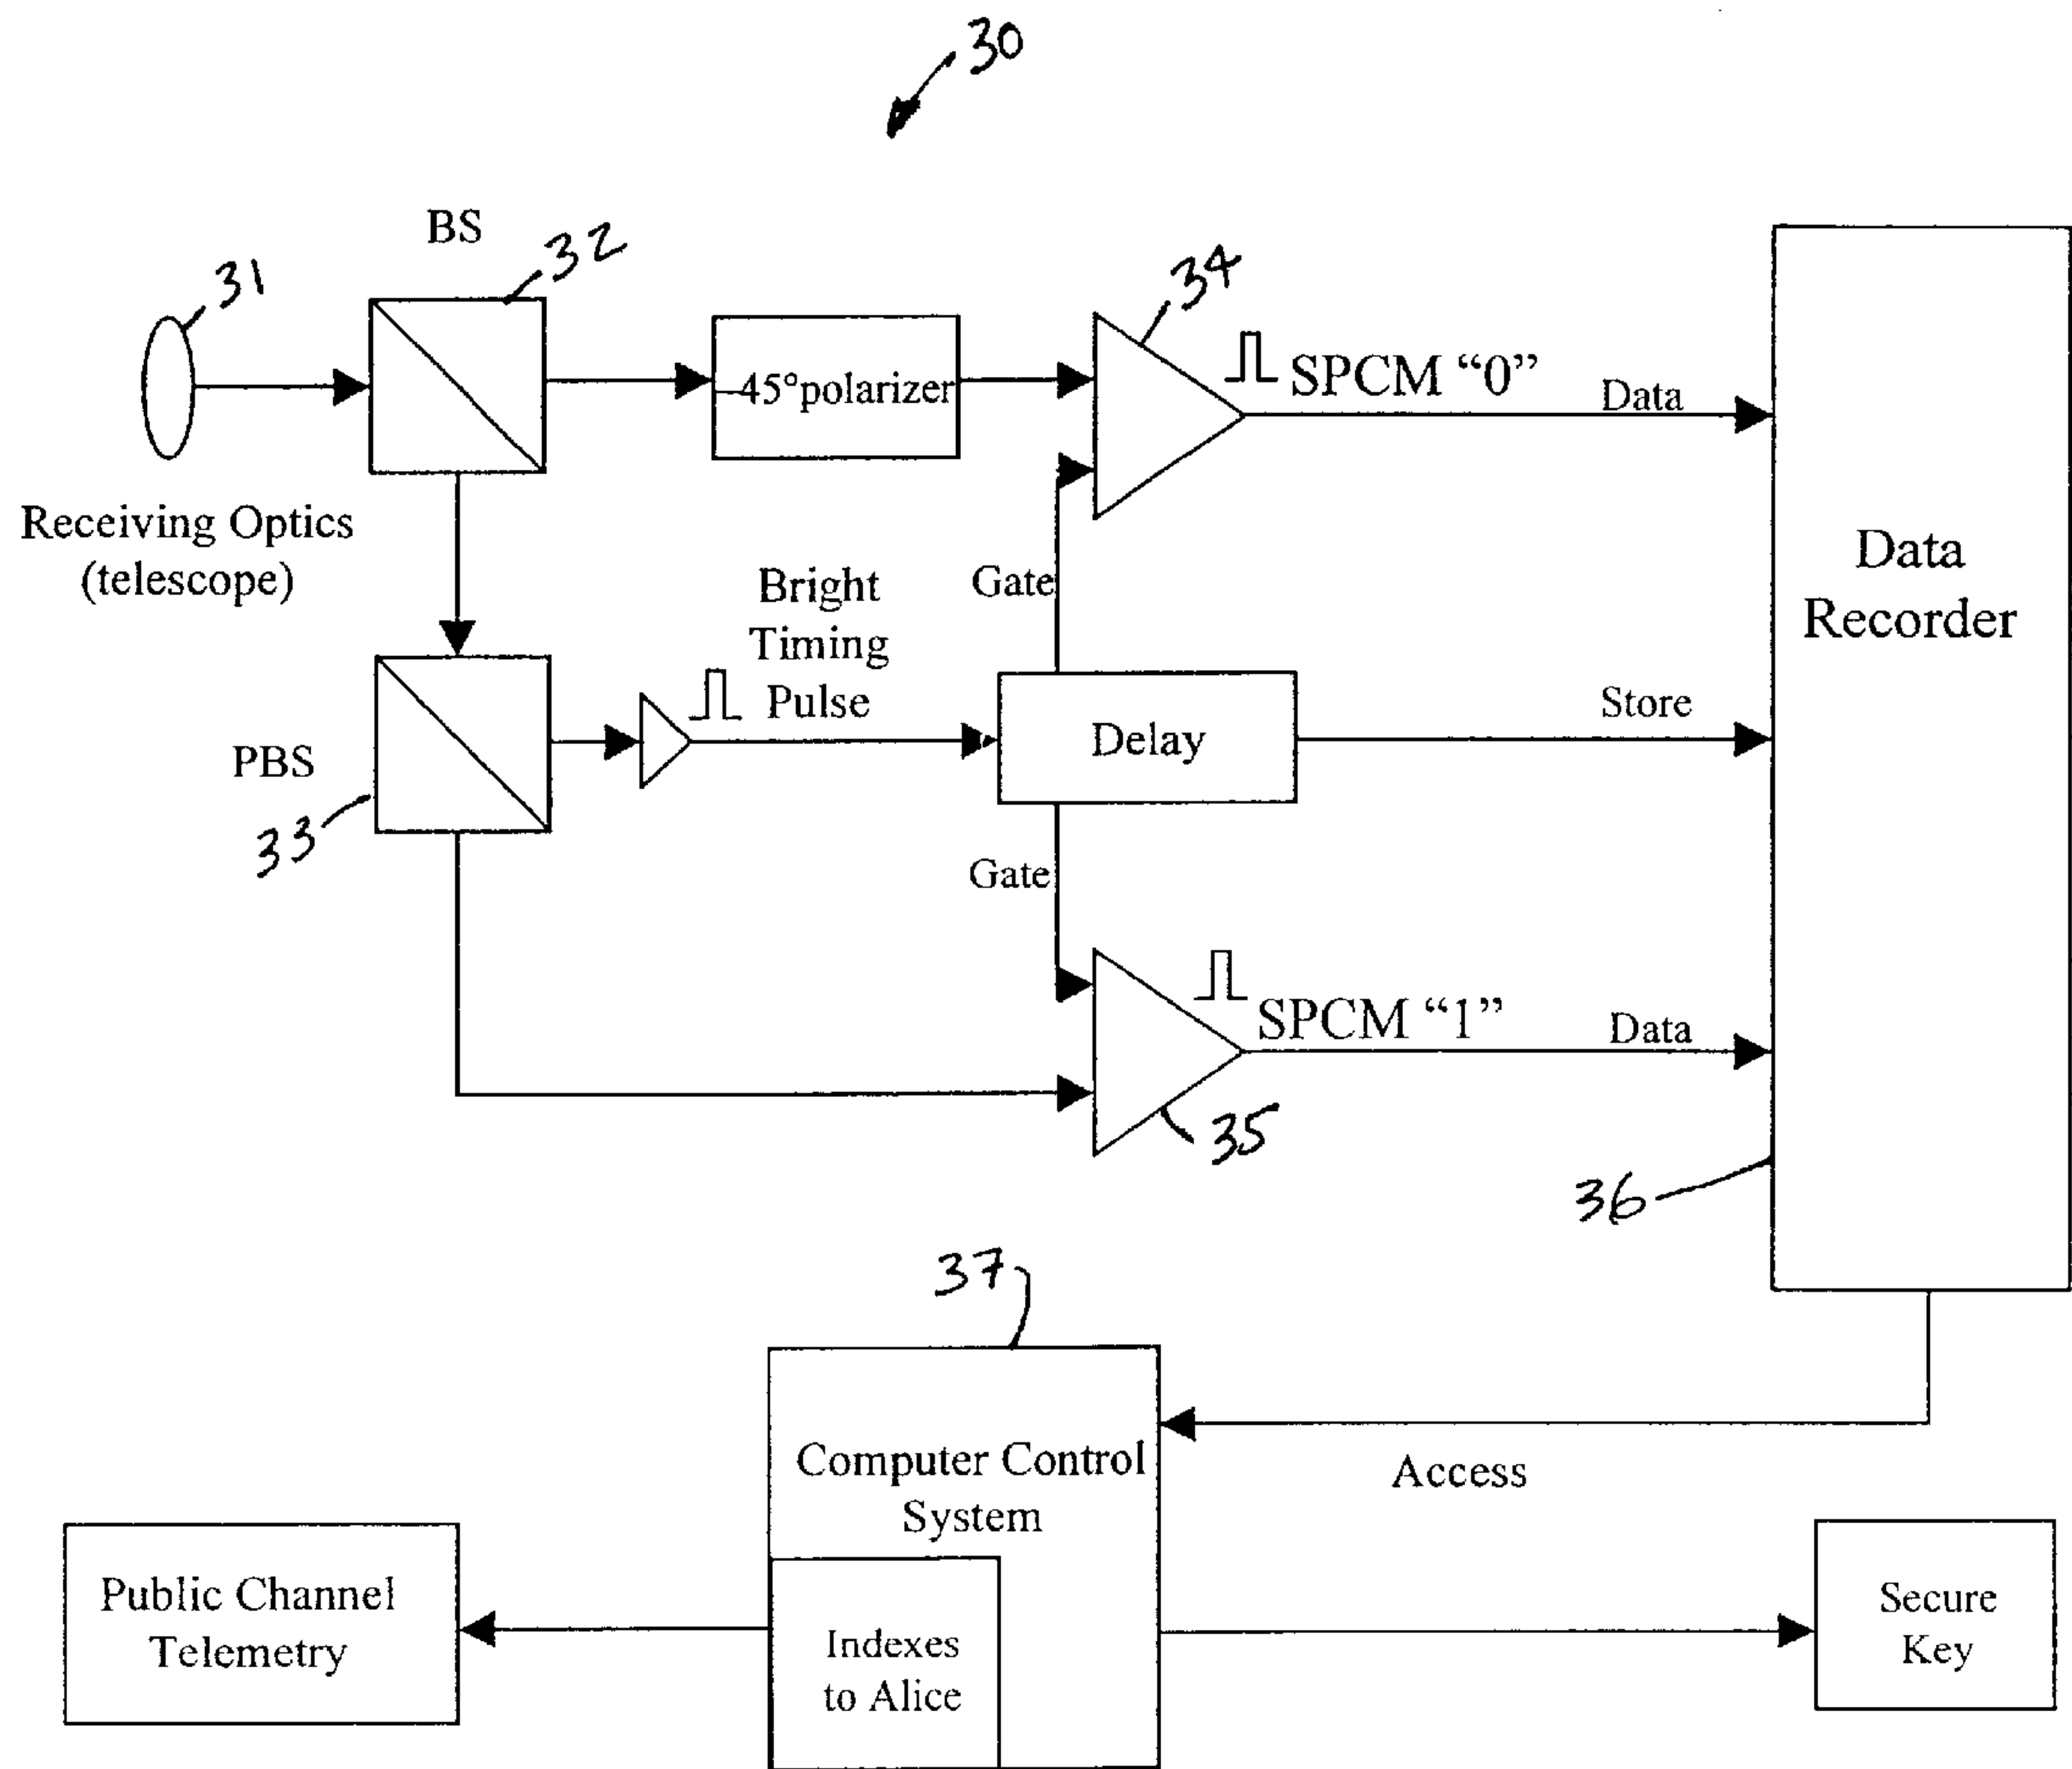 30
BS
32
31
34
–45°polarizer
SPCM “0”
Data
Receiving Optics
(telescope)
Data
Recorder
Bright
Timing
Pulse
Gate
Delay
Store
PBS
33
Gate
SPCM “1”
Data
35
36
37
Computer Control
System
Access
Public Channel
Telemetry
Indexes
to Alice
Secure
Key